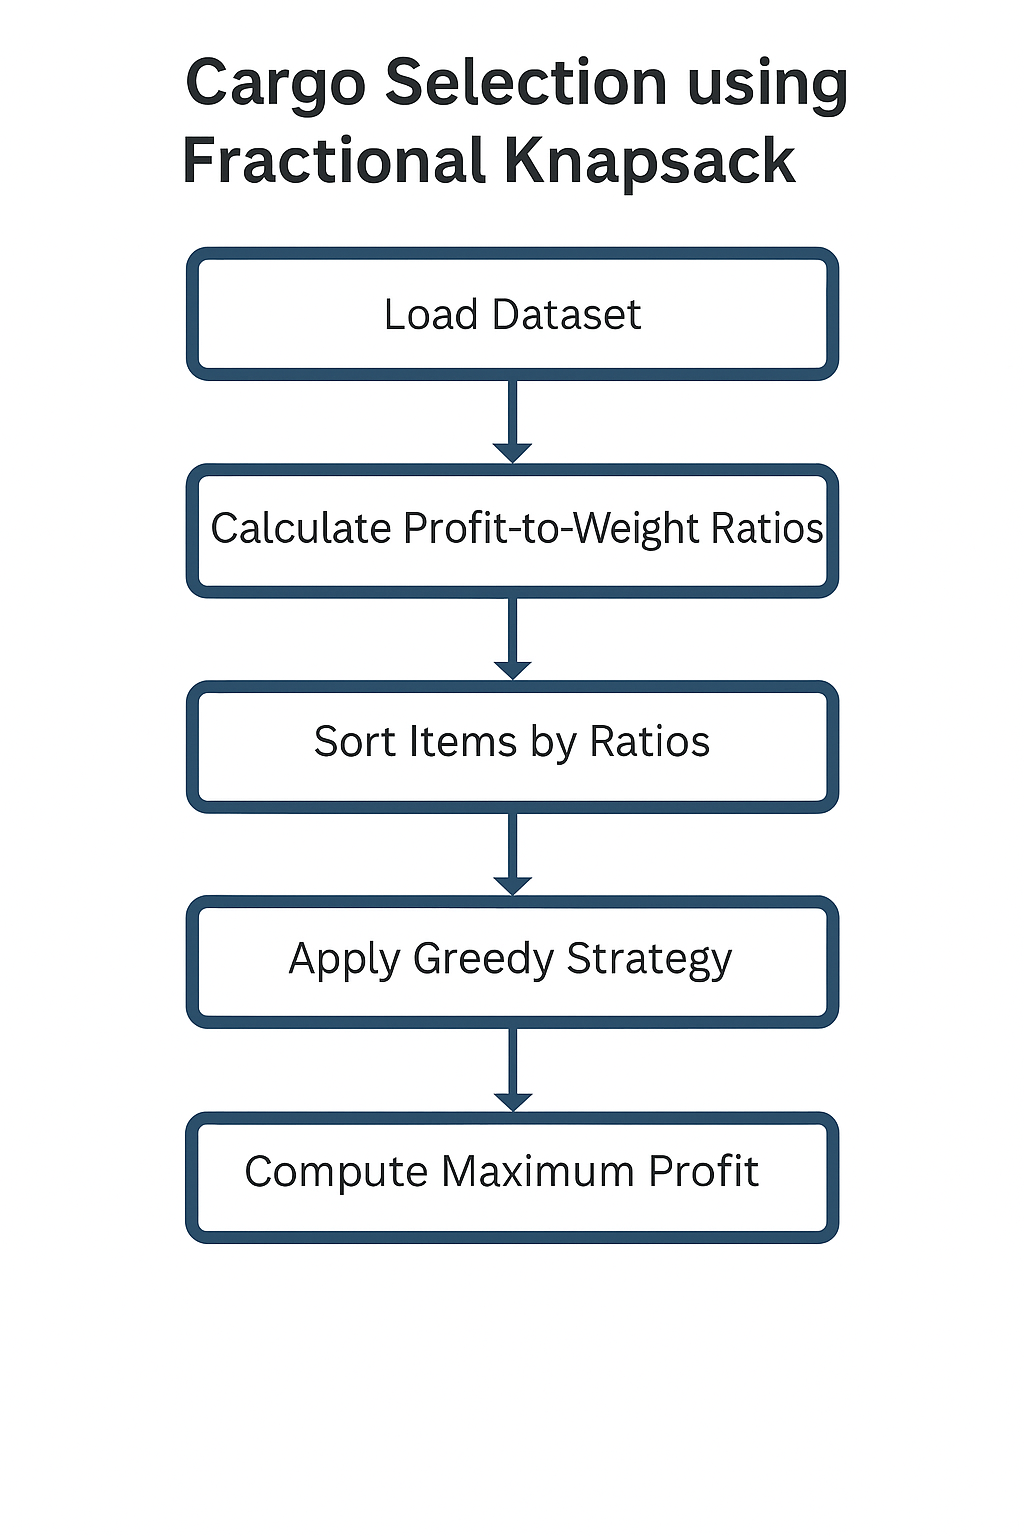 Cargo Selection using
Fractional Knapsack
Load Dataset
Calculate Profit-to-Weight Ratios
Sort Items by Ratios
Apply Greedy Strategy
Compute Maximum Profit